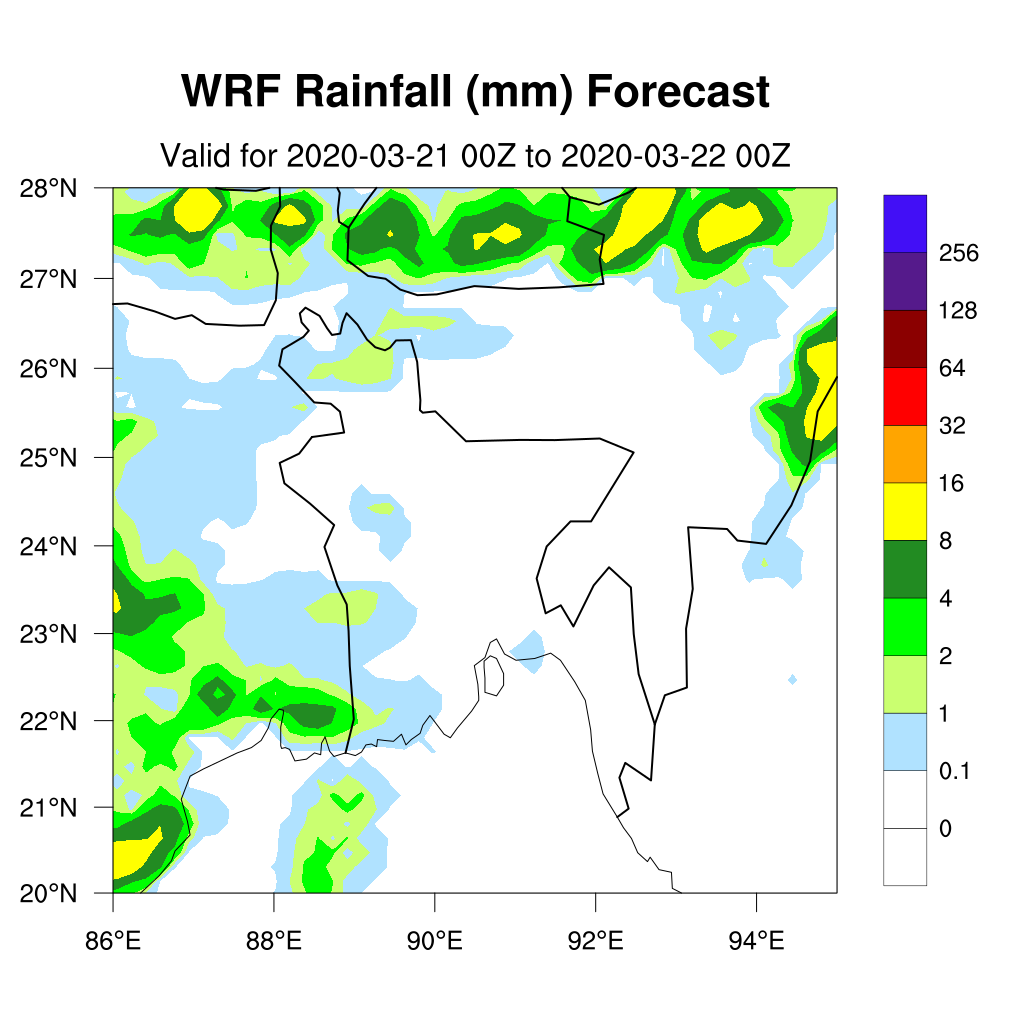 WRF Rainfall (mm) Forecast
Valid for 2020-03-21 00Z to 2020-03-22 00Z
28°N
27°N
26°N
25°N
24°N
23°N
22°N
21°N
20°N
86°E
88°E
90°E
92°E
94°E
256
128
64
32
16
8
4
2
1
0.1
0